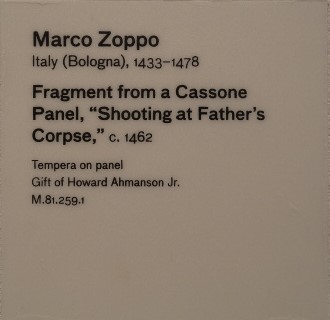 Marco Zoppo
Italy (Bologna), 1433–1478
Fragment from a Cassone
Panel, “Shooting at Father’s
Corpse,” c. 1462
Tempera on panel
Gift of Howard Ahmanson Jr.
M.81.259.1